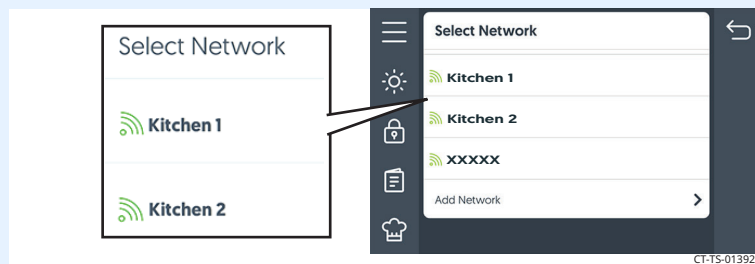 Select Network
Kitchen 1
Kitchen 2
Select Network
Kitchen 1
Kitchen 2
XXXXX
Add Network
CT-TS-01392